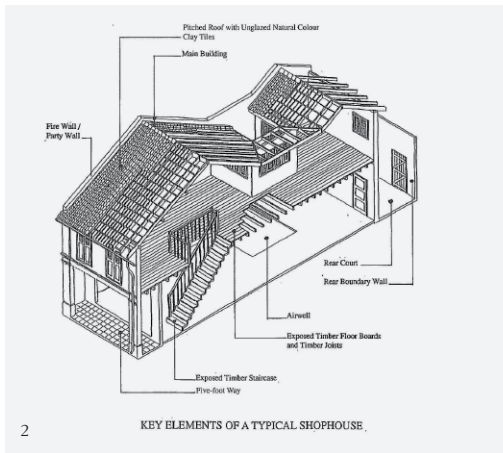 Pitched Roof with Unglazed Natural Colour
Clay Tiles
Main Building
Fire Wall /
Party Wall
Rear Court
Rear Boundary Wall
Airwell
Exposed Timber Floor Boards
and Timber Joists
Exposed Timber Staircase
Five-foot Way
2
KEY ELEMENTS OF A TYPICAL SHOPHOUSE